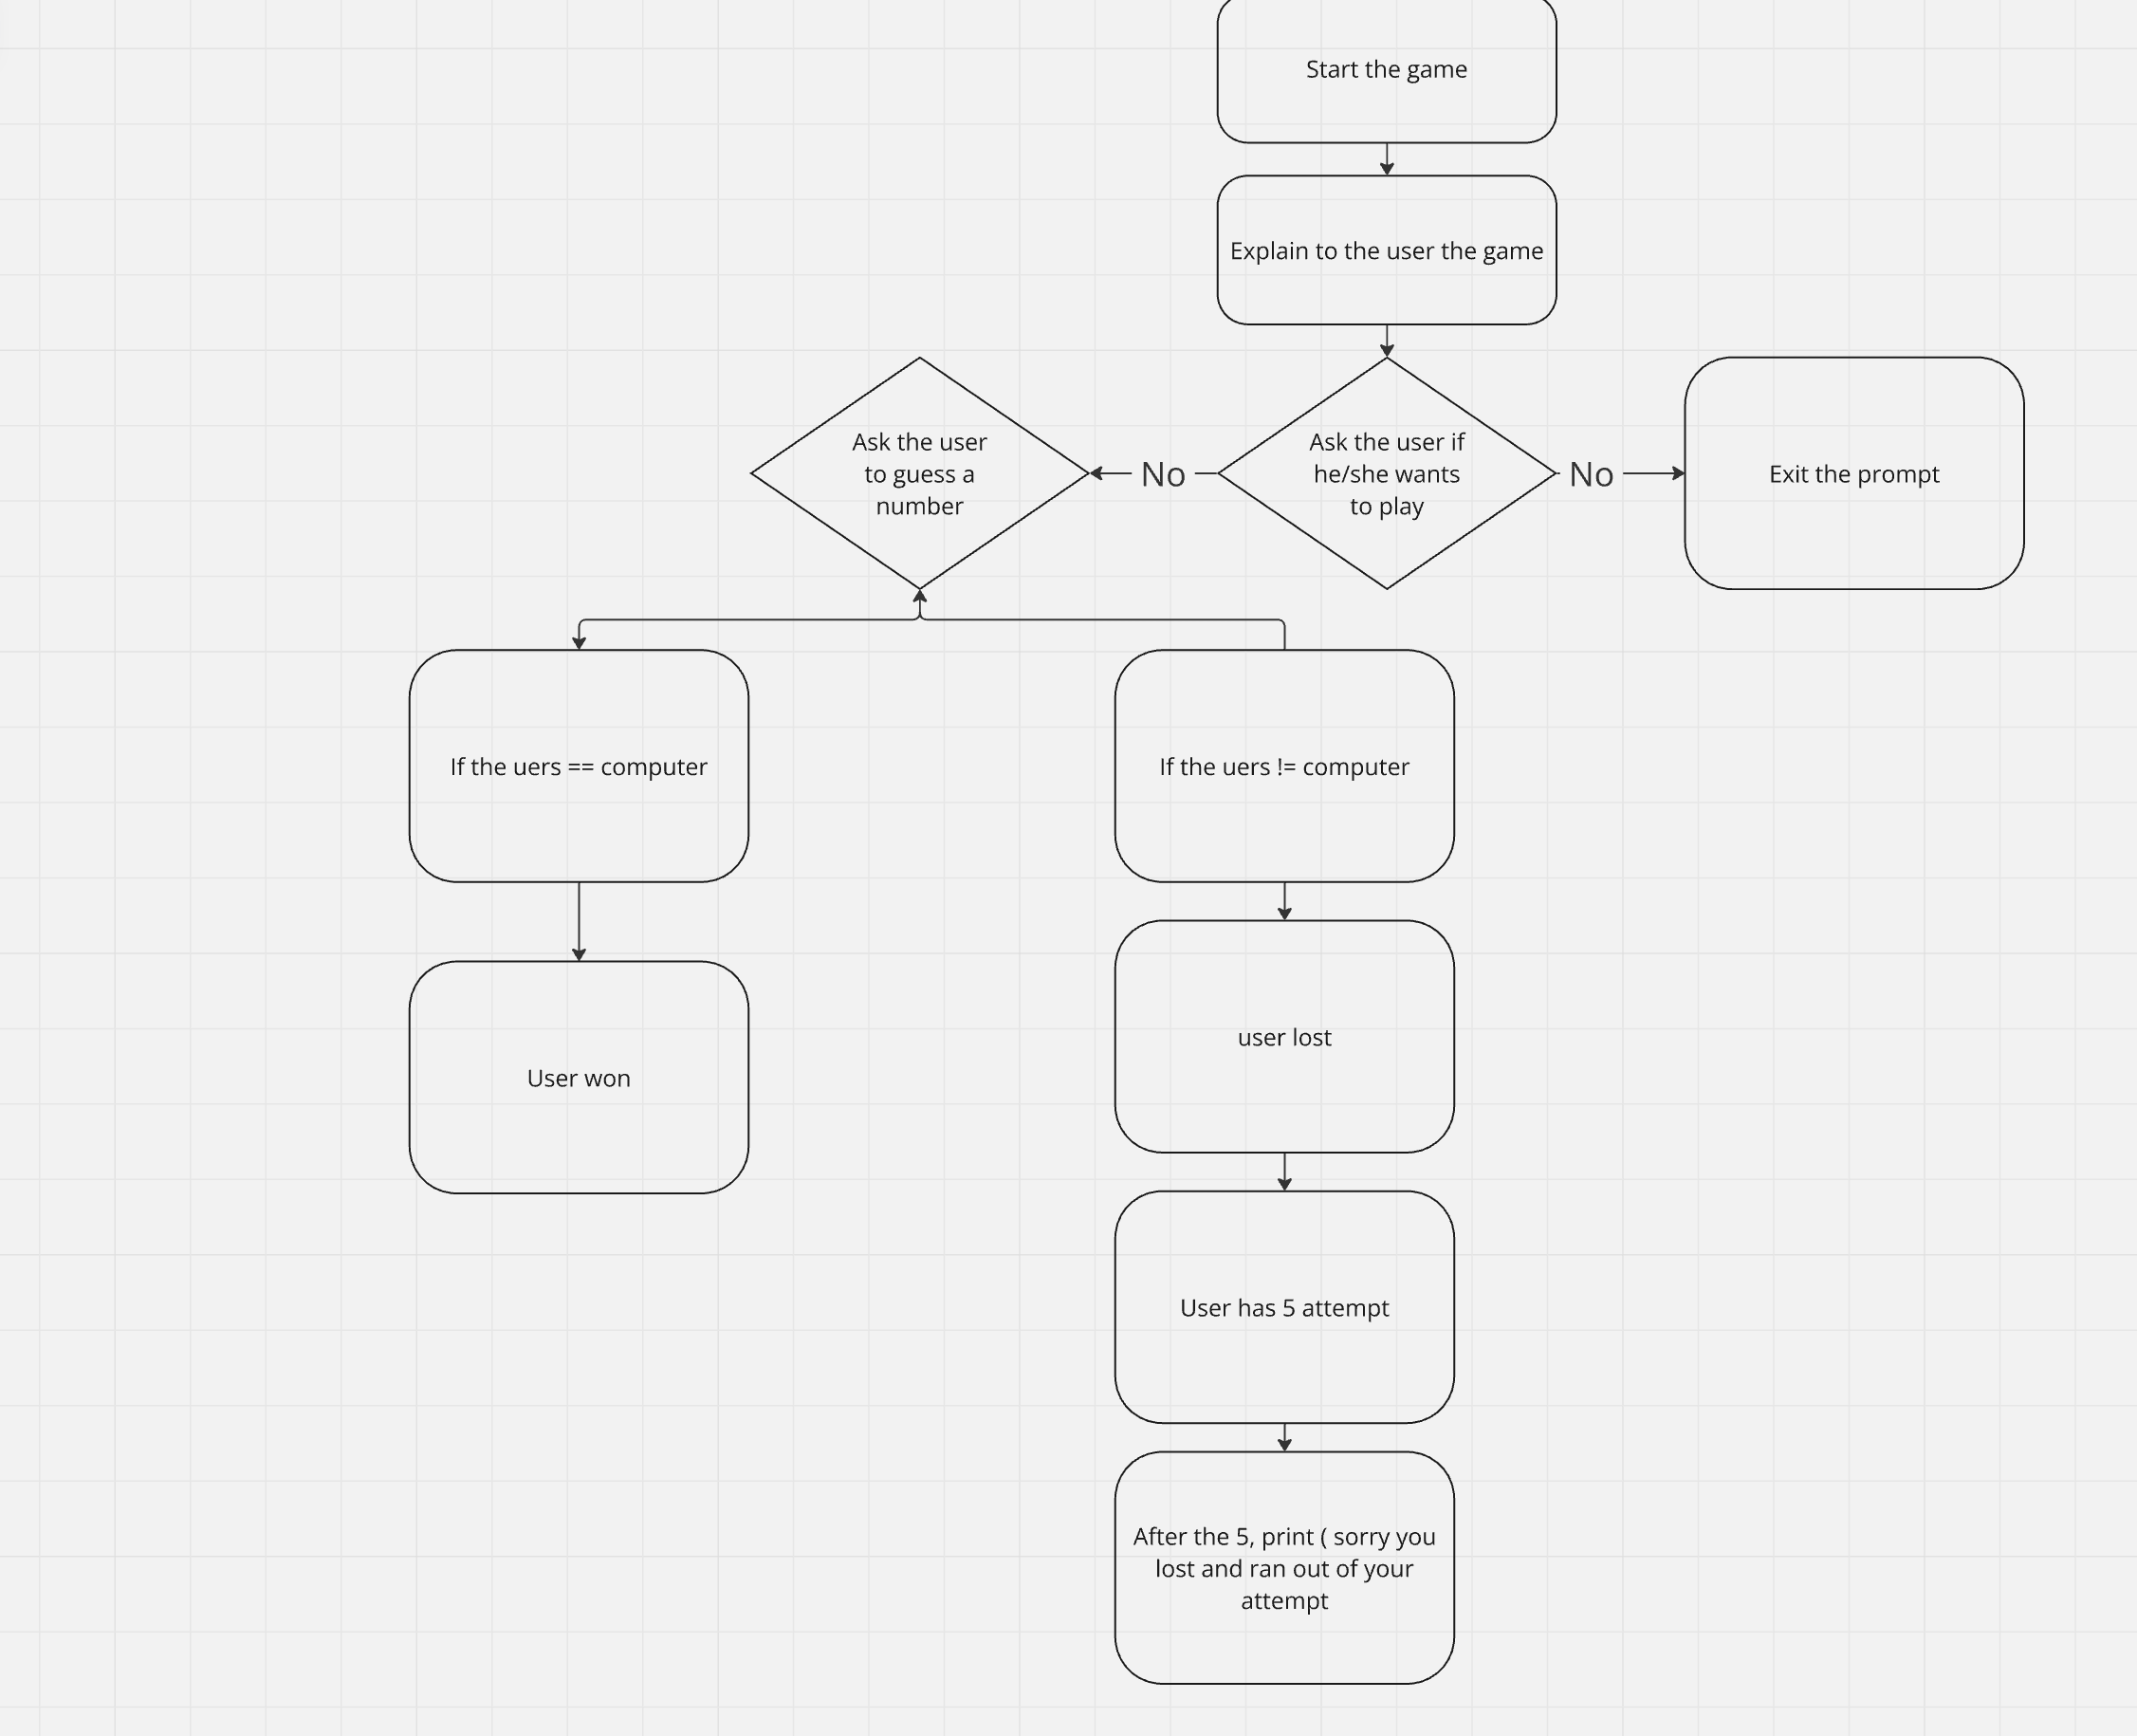 Start the game
Explain to the user the game
Ask the user
to guess a
number
No
Ask the user if
he/she wants
to play
No
Exit the prompt
If the uers == computer
If the uers != computer
user lost
User won
User has 5 attempt
After the 5, print ( sorry you
lost and ran out of your
attempt